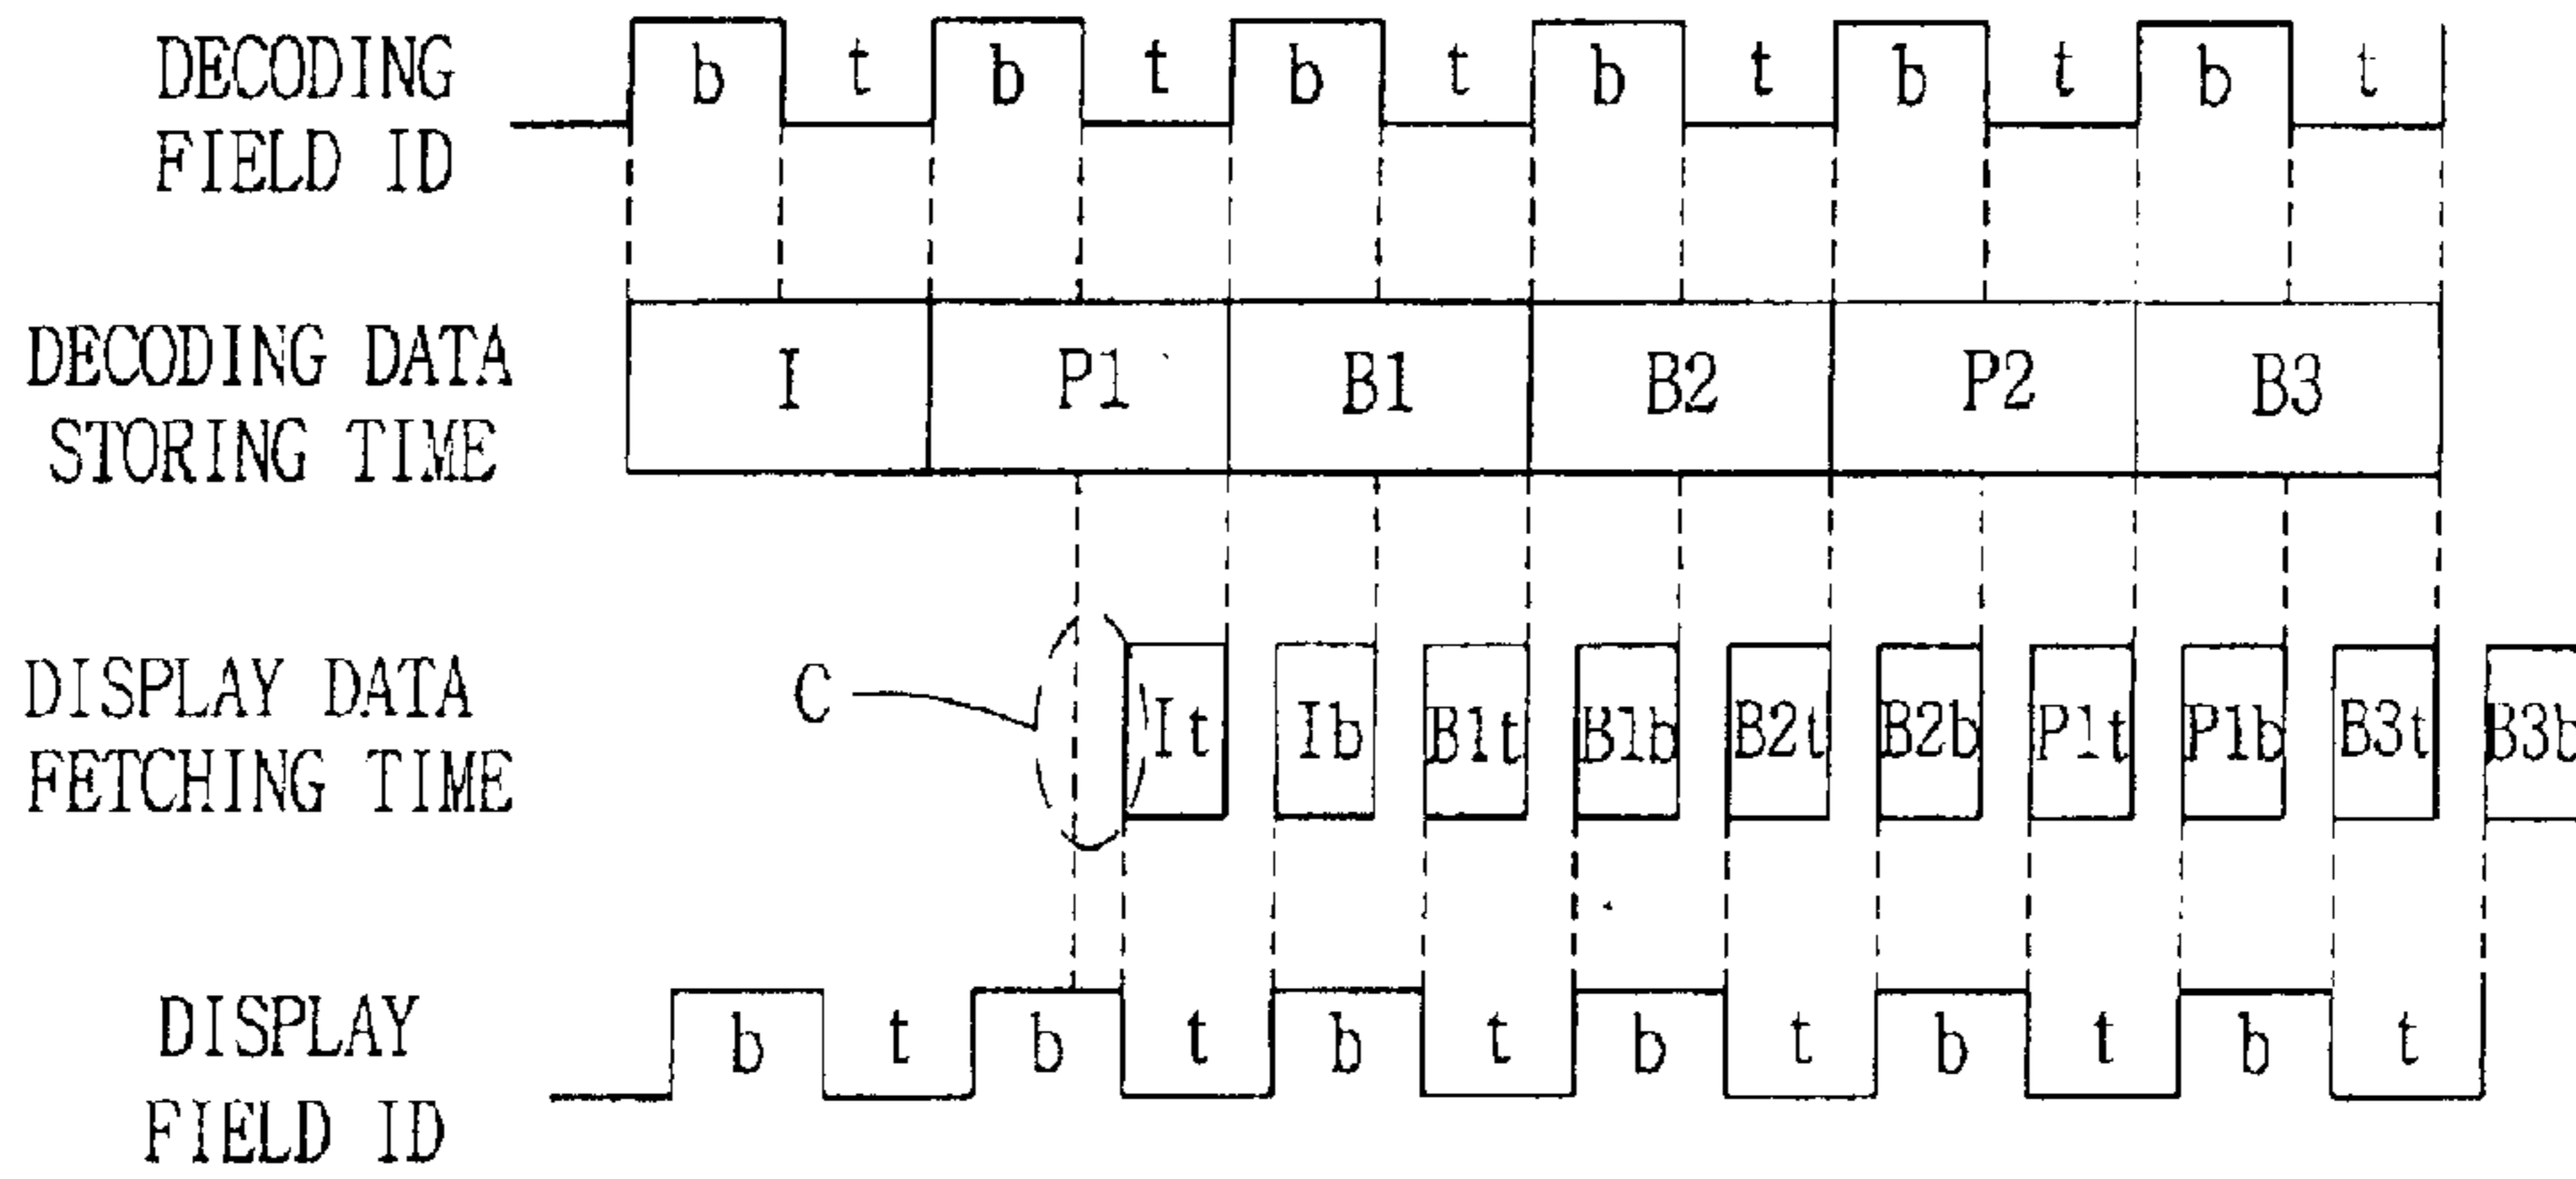 DECODING
FIELD ID
b t b t b t b t b t b t
DECODING DATA
STORING TIME
I P1 B1 B2 P2 B3
DISPLAY DATA
FETCHING TIME
C
It Ib B1t B1b B2t B2b P1t P1b B3t B3b
DISPLAY
FIELD ID
b t b t b t b t b t b t